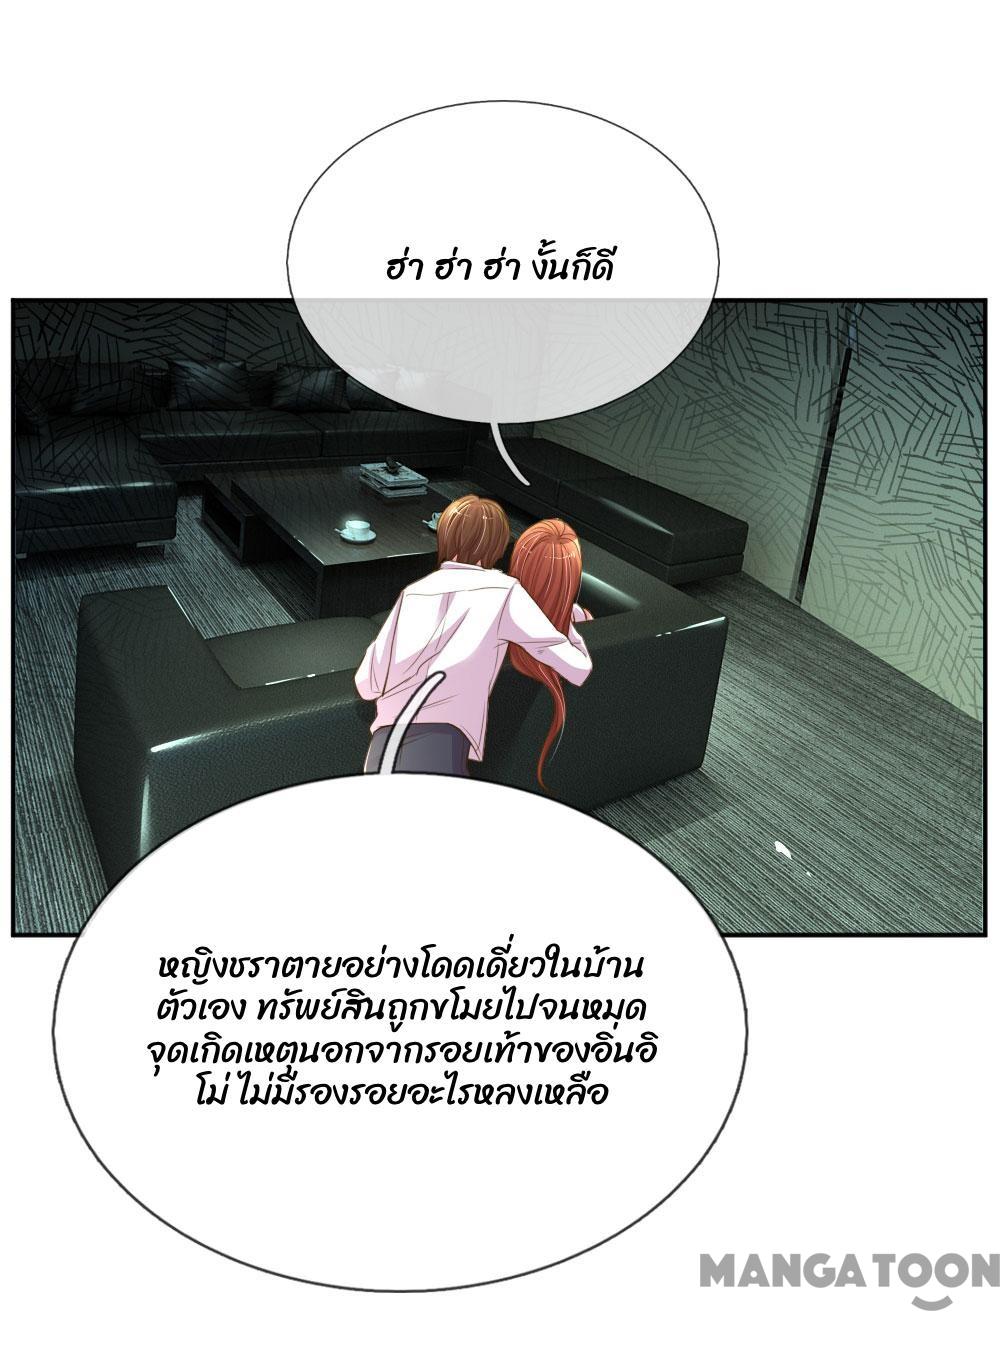 ฮ่า ฮ่า ฮ่า งั้นก็ดี
หญิงชราตายอย่างโดดเดี่ยวในบ้าน
ตัวเอง ทรัพย์สินถูกขโมยไปจนหมด
จุดเกิดเหตุนอกจากรอยเท้าของอิ่นอิ
โม่ ไม่มีรองรอยอะไรหลงเหลือ
MANGATOON